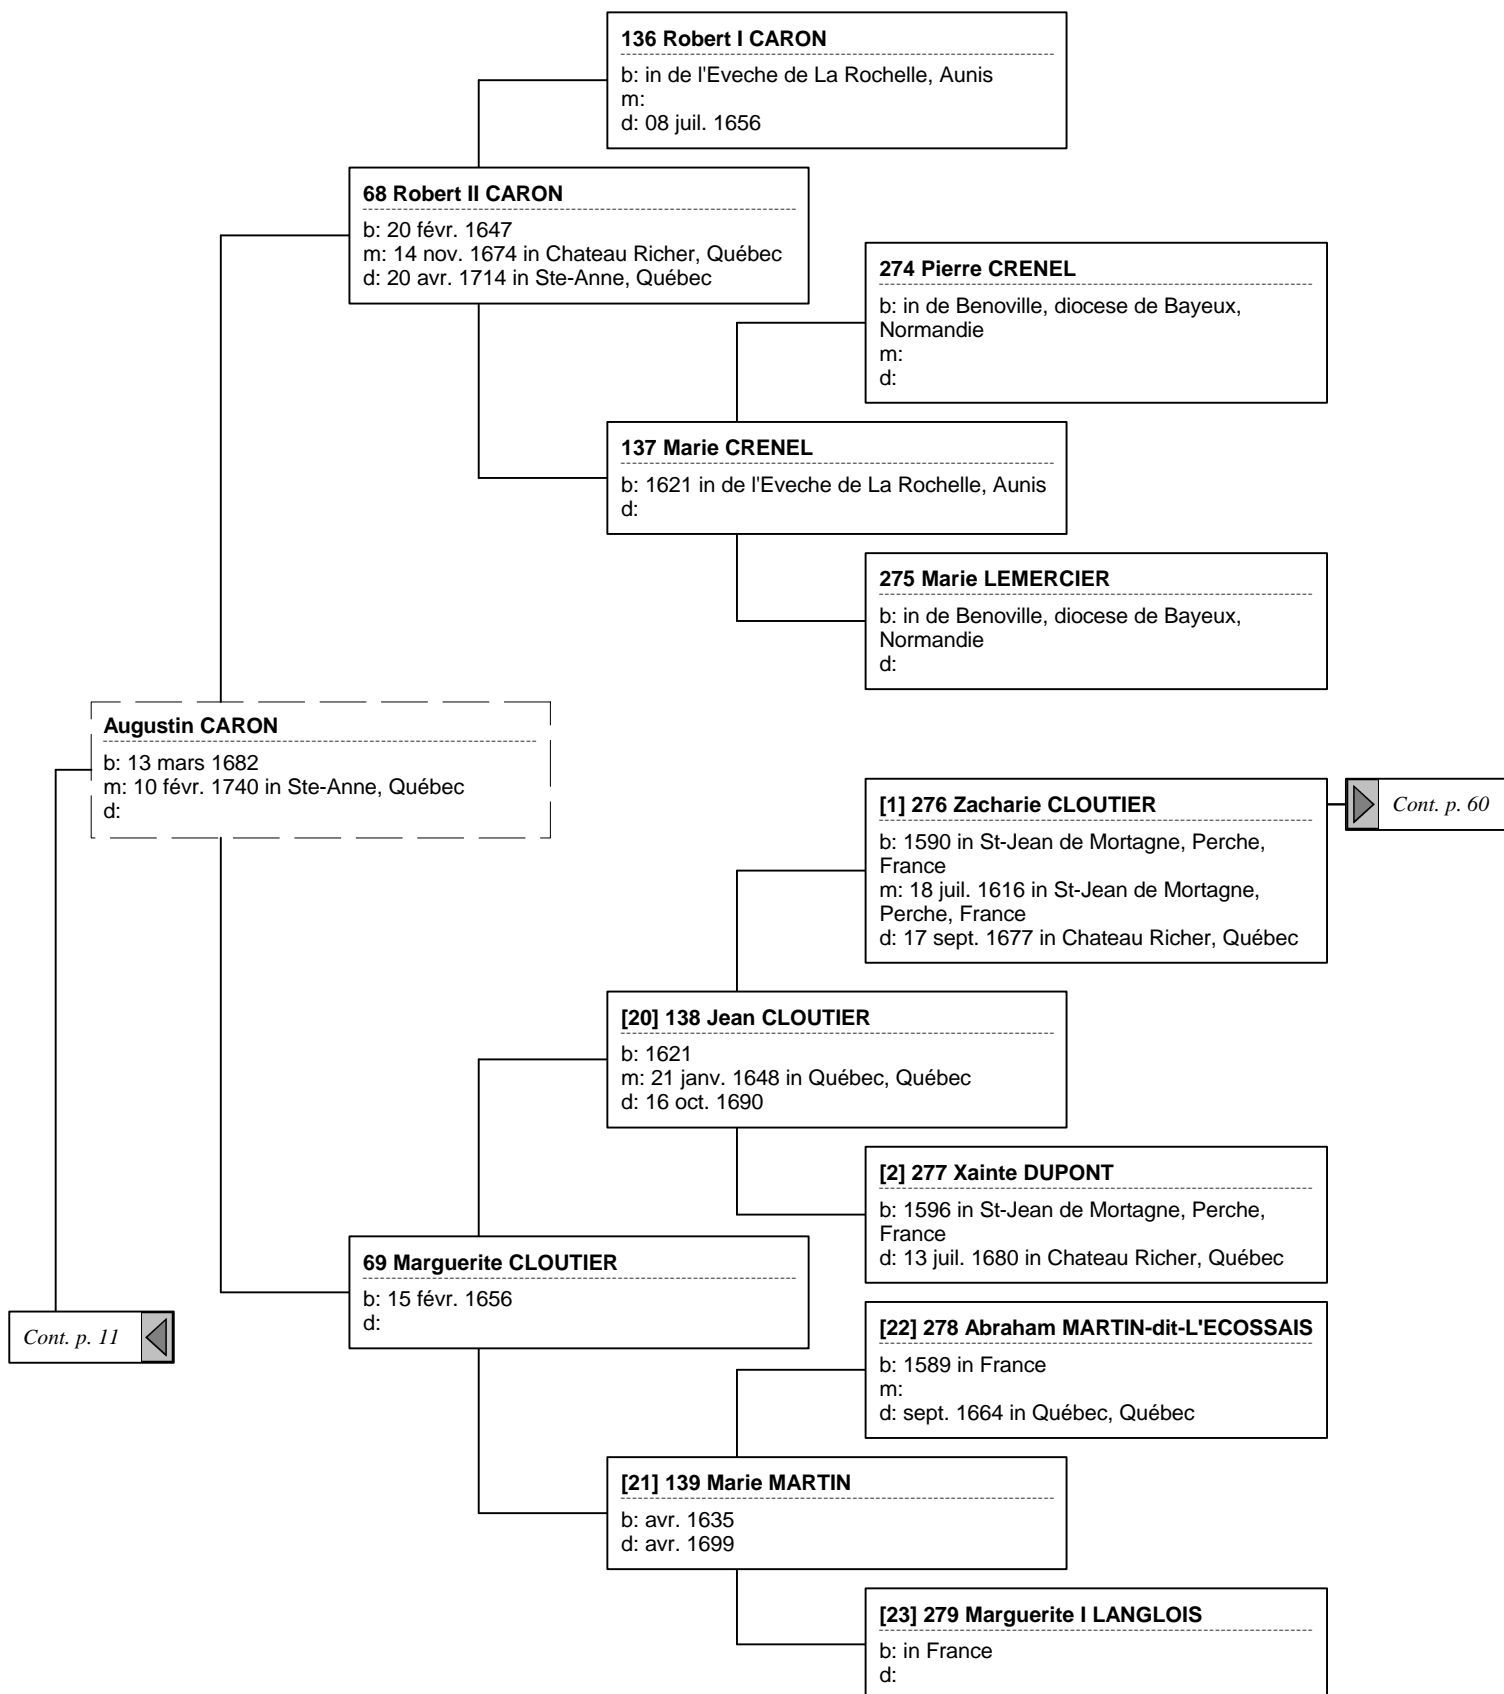 136 Robert I CARON
b: in de l'Eveche de La Rochelle, Aunis
m:
d: 08 juil. 1656
68 Robert II CARON
b: 20 févr. 1647
m: 14 nov. 1674 in Chateau Richer, Québec
d: 20 avr. 1714 in Ste-Anne, Québec
274 Pierre CRENEL
b: in de Benoville, diocese de Bayeux,
Normandie
m:
d:
137 Marie CRENEL
b: 1621 in de l'Eveche de La Rochelle, Aunis
d:
275 Marie LEMERCIER
b: in de Benoville, diocese de Bayeux,
Normandie
d:
Augustin CARON
b: 13 mars 1682
m: 10 févr. 1740 in Ste-Anne, Québec
d:
[1] 276 Zacharie CLOUTIER
b: 1590 in St-Jean de Mortagne, Perche,
France
m: 18 juil. 1616 in St-Jean de Mortagne,
Perche, France
d: 17 sept. 1677 in Chateau Richer, Québec
Cont. p. 60
[20] 138 Jean CLOUTIER
b: 1621
m: 21 janv. 1648 in Québec, Québec
d: 16 oct. 1690
[2] 277 Xainte DUPONT
b: 1596 in St-Jean de Mortagne, Perche,
France
d: 13 juil. 1680 in Chateau Richer, Québec
69 Marguerite CLOUTIER
b: 15 févr. 1656
d:
Cont. p. 11
[22] 278 Abraham MARTIN-dit-L'ECOSSAIS
b: 1589 in France
m:
d: sept. 1664 in Québec, Québec
[21] 139 Marie MARTIN
b: avr. 1635
d: avr. 1699
[23] 279 Marguerite I LANGLOIS
b: in France
d: